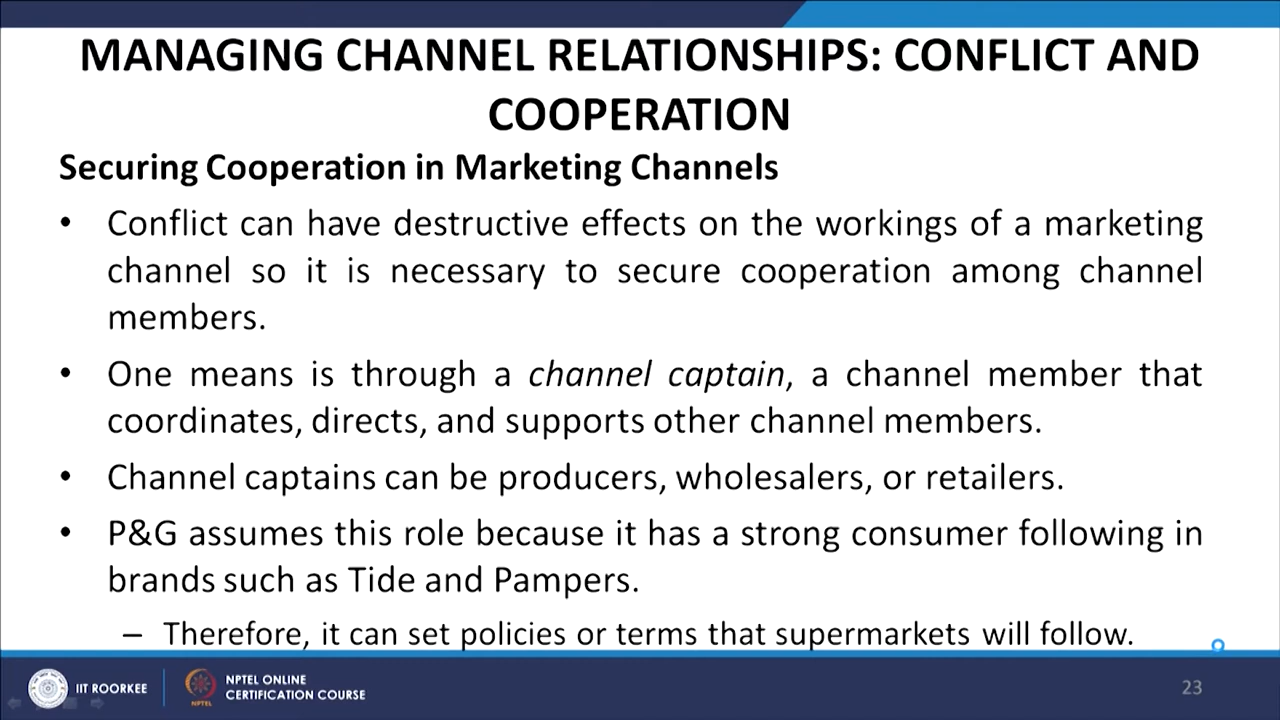 MANAGING CHANNEL RELATIONSHIPS: CONFLICT AND
COOPERATION
Securing Cooperation in Marketing Channels
• Conflict can have destructive effects on the workings of a marketing
channel so it is necessary to secure cooperation among channel
members.
• One means is through a channel captain, a channel member that
coordinates, directs, and supports other channel members.
• Channel captains can be producers, wholesalers, or retailers.
• P&G assumes this role because it has a strong consumer following in
brands such as Tide and Pampers.
– Therefore, it can set policies or terms that supermarkets will follow.
IIT ROORKEE
NPTEL ONLINE
CERTIFICATION COURSE
NPTEL
23